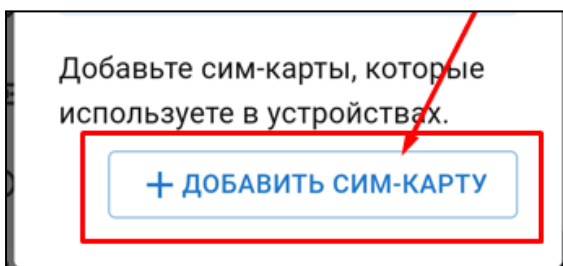 Добавьте сим-карты, которые
используете в устройствах.
+ ДОБАВИТЬ СИМ-КАРТУ